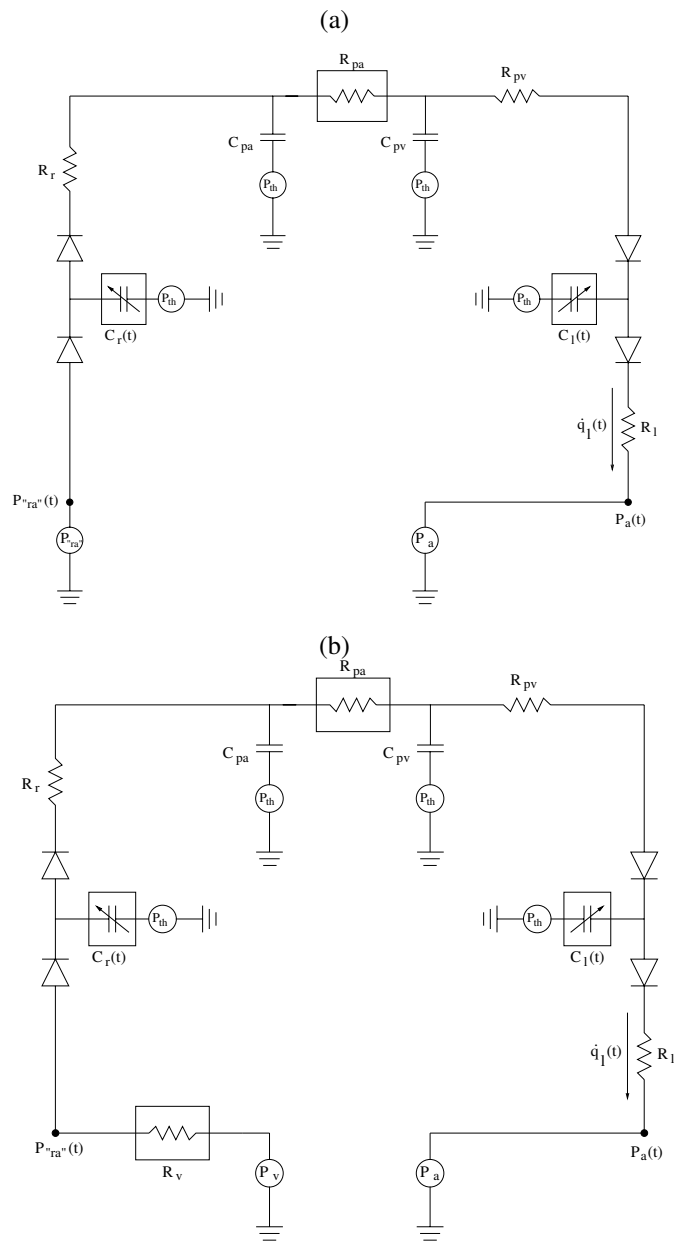 (a)
R pa
R pv
C pa
C pv
P th
P th
R r
P th
C r (t)
P th
C l (t)
q̇ l (t)
R l
P "ra" (t)
P "ra"
P a
P a (t)
(b)
R pa
R pv
C pa
C pv
R r
P th
P th
P th
C r (t)
P th
C l (t)
q̇ l (t)
R l
P "ra" (t)
R v
P v
P a
P a (t)